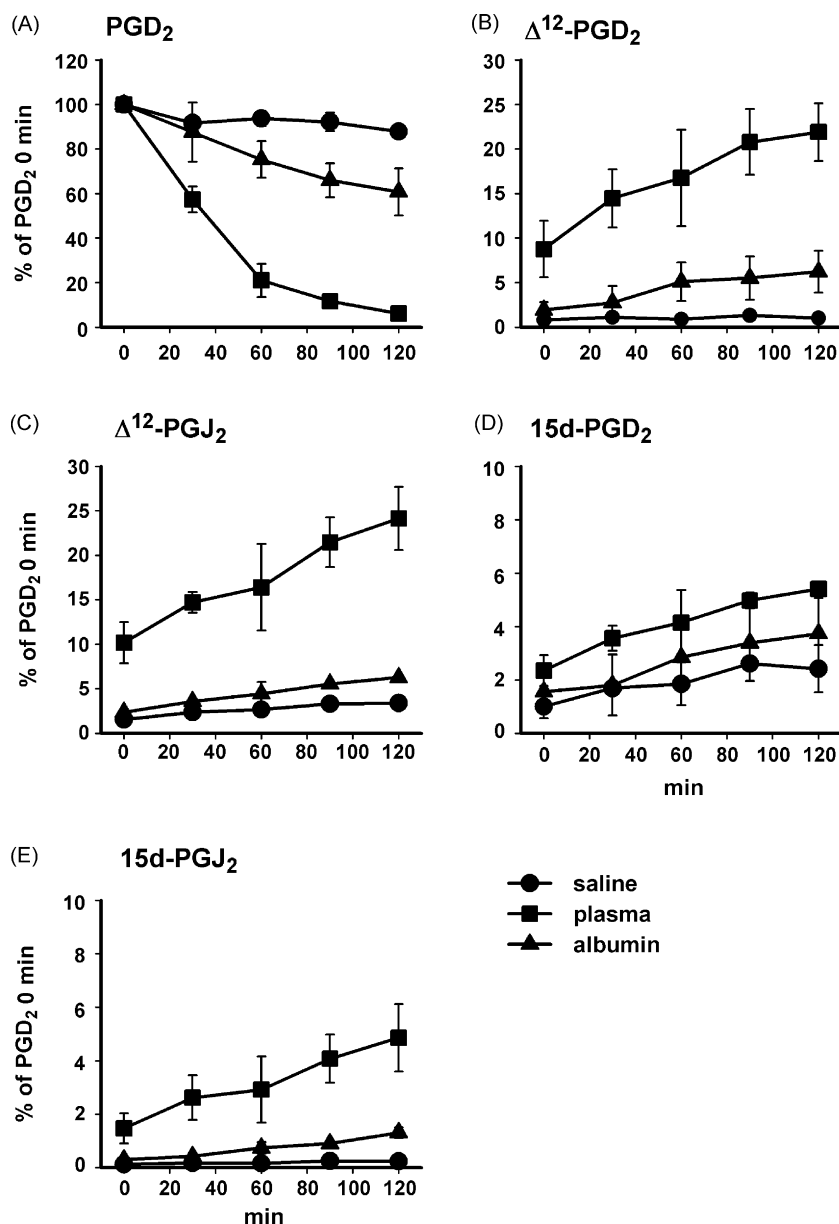 (A) PGD₂
120
100
80
60
40
20
0
% of PGD₂ 0 min
0 20 40 60 80 100 120
(B) Δ¹²-PGD₂
30
25
20
15
10
5
0
0 20 40 60 80 100 120
(C) Δ¹²-PGJ₂
30
25
20
15
10
5
0
% of PGD₂ 0 min
0 20 40 60 80 100 120
(D) 15d-PGD₂
10
8
6
4
2
0
0 20 40 60 80 100 120
min
(E) 15d-PGJ₂
10
8
6
4
2
0
% of PGD₂ 0 min
0 20 40 60 80 100 120
min
saline
plasma
albumin